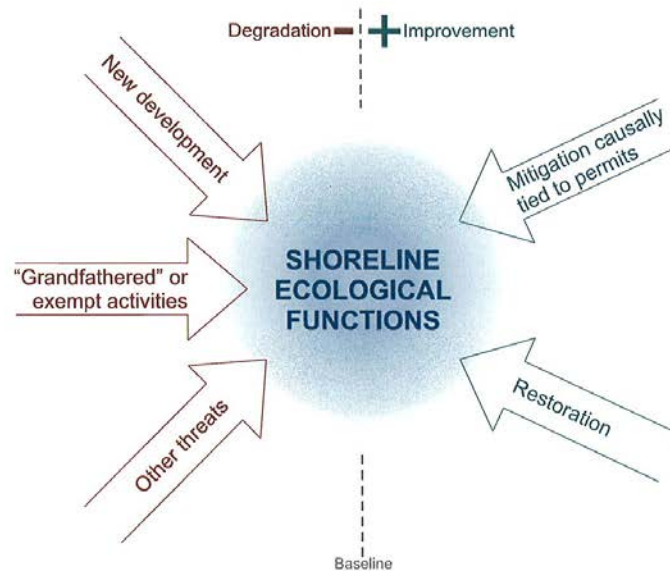 Degradation − + Improvement
New development
Mitigation causally
tied to permits
"Grandfathered" or
exempt activities
SHORELINE
ECOLOGICAL
FUNCTIONS
Other threats
Restoration
Baseline